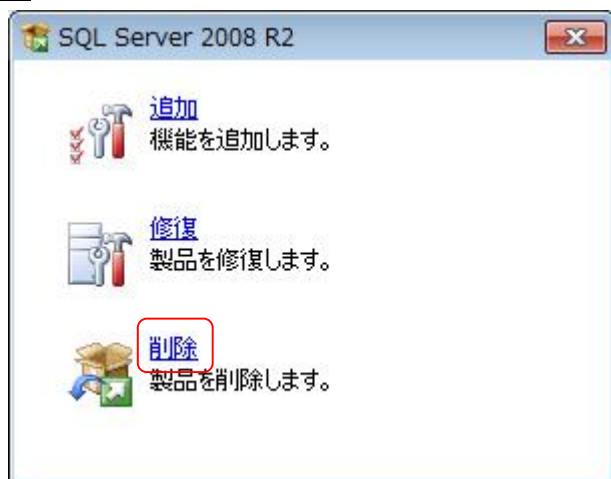 SQL Server 2008 R2
追加
機能を追加します。
修復
製品を修復します。
削除
製品を削除します。